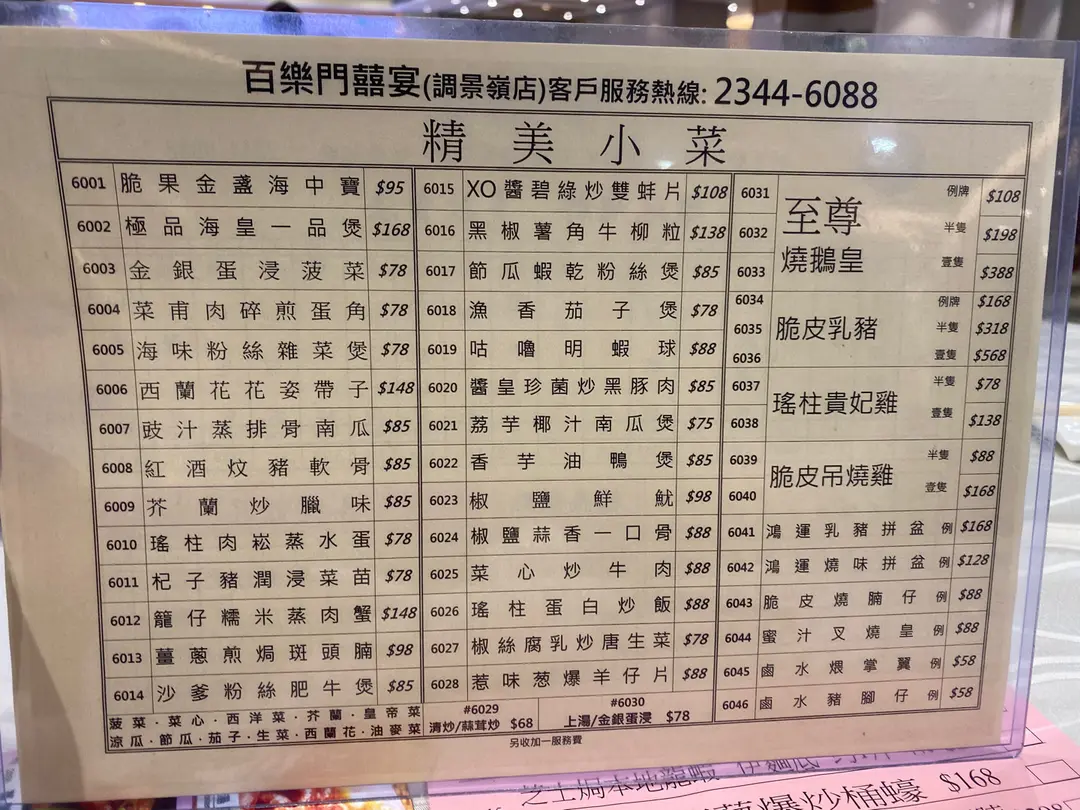 百樂門囍宴(調景嶺店)客戶服務熱線: 2344-6088
精美小菜
6001 脆果金盞海中寶 $95
6002 極品海皇一品煲 $168
6003 金銀蛋浸菠菜 $78
6004 菜甫肉碎煎蛋角 $78
6005 海味粉絲雜菜煲 $78
6006 西蘭花花姿帶子 $148
6007 豉汁蒸排骨南瓜 $85
6008 紅酒炆豬軟骨 $85
6009 芥蘭炒臘味 $85
6010 瑤柱肉崧蒸水蛋 $78
6011 杞子豬潤浸菜苗 $78
6012 籠仔糯米蒸肉蟹 $148
6013 薑蔥煎焗斑頭腩 $98
6014 沙爹粉絲肥牛煲 $85
6015 XO醬碧綠炒雙蚌片 $108
6016 黑椒薯角牛柳粒 $138
6017 節瓜蝦乾粉絲煲 $85
6018 漁香茄子煲 $78
6019 咕嚕明蝦球 $88
6020 醬皇珍菌炒黑豚肉 $85
6021 荔芋椰汁南瓜煲 $75
6022 香芋油鴨煲 $85
6023 椒鹽鮮魷 $98
6024 椒鹽蒜香一口骨 $88
6025 菜心炒牛肉 $88
6026 瑤柱蛋白炒飯 $88
6027 椒絲腐乳炒唐生菜 $78
6028 惹味葱爆羊仔片 $88
至尊燒鵝皇
6031 例牌 $108
6032 半隻 $198
6033 壹隻 $388
脆皮乳豬
6034 例牌 $168
6035 半隻 $318
6036 壹隻 $568
瑤柱貴妃雞
6037 半隻 $78
6038 壹隻 $138
脆皮吊燒雞
6039 半隻 $88
6040 壹隻 $168
6041 鴻運乳豬拼盆 例 $168
6042 鴻運燒味拼盆 例 $128
6043 脆皮燒腩仔 例 $88
6044 蜜汁叉燒皇 例 $88
6045 鹵水煨掌翼 例 $58
6046 鹵水豬腳仔 例 $58
菠菜·菜心·西洋菜·芥蘭·皇帝菜
涼瓜·節瓜·茄子·生菜·西蘭花·油麥菜
#6029
清炒/蒜茸炒 $68
#6030
上湯/金銀蛋浸 $78
另收加一服務費
芝士焗本地龍蝦
爆炒桶蠔 $168